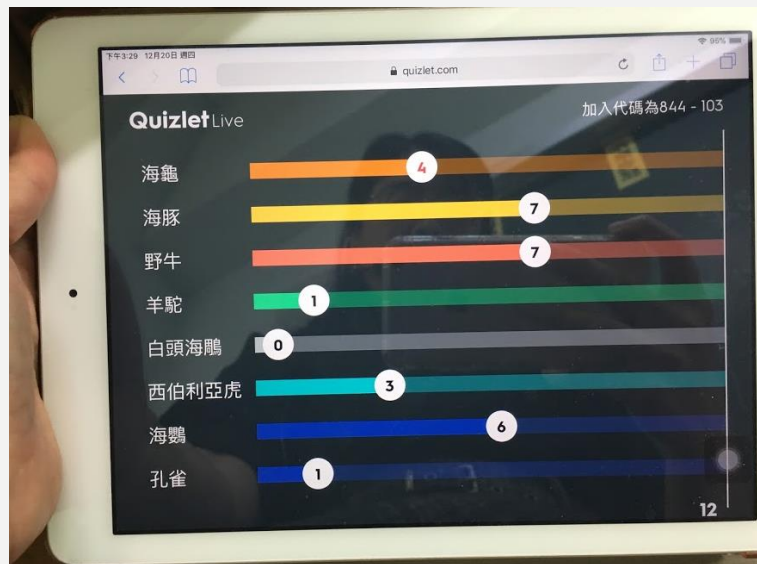 下午3:29 12月20日 週四
66%
quizlet.com
Quizlet Live
加入代碼為844 - 103
海龜 4
海豚 7
野牛 7
羊駝 1
白頭海鵰 0
西伯利亞虎 3
海鸚 6
孔雀 1
12